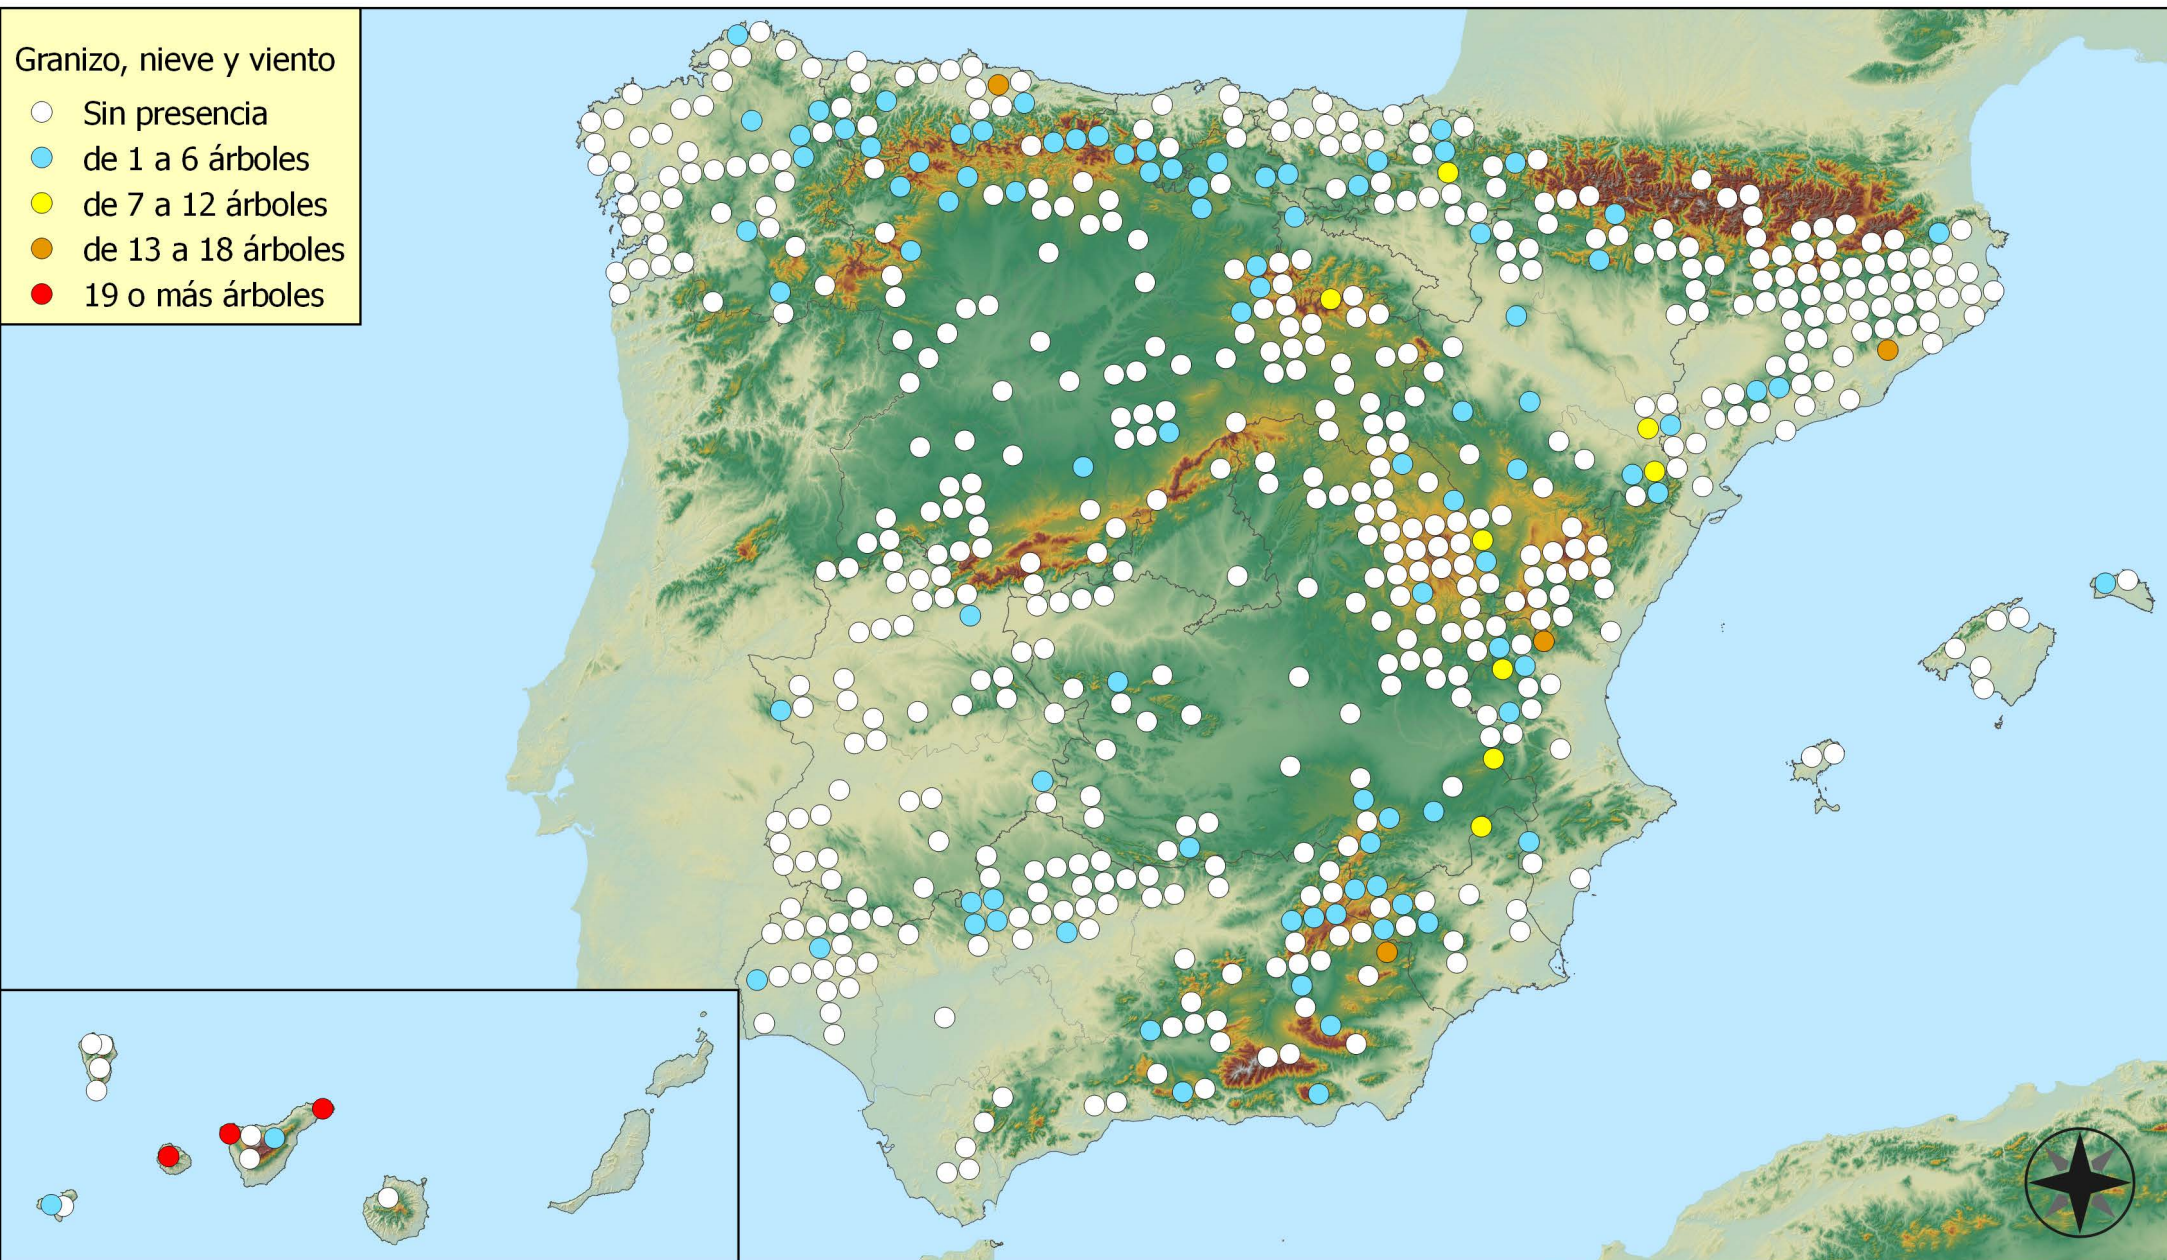 Granizo, nieve y viento
Sin presencia
de 1 a 6 árboles
de 7 a 12 árboles
de 13 a 18 árboles
19 o más árboles